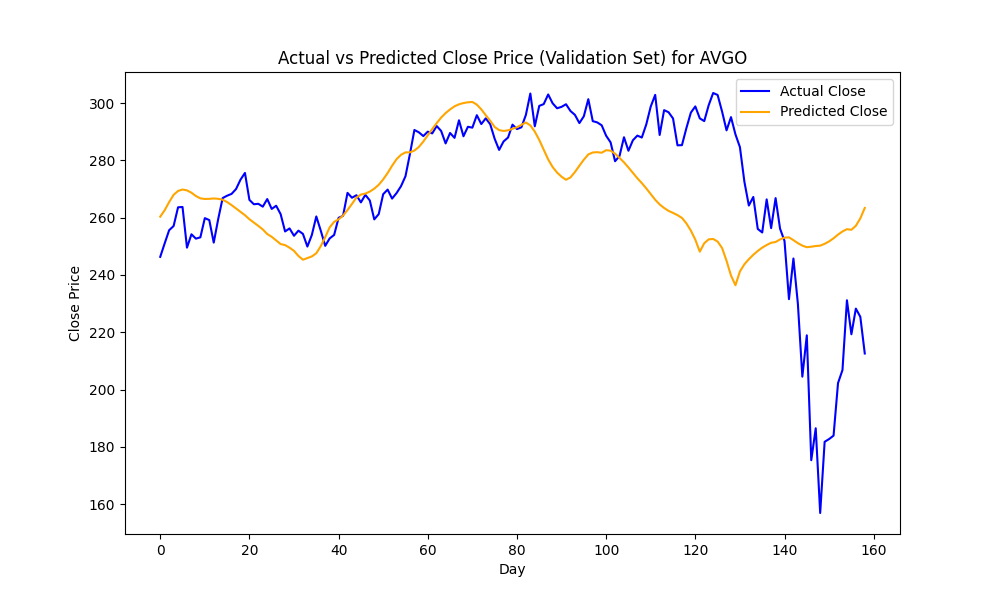 Actual vs Predicted Close Price (Validation Set) for AVGO
Actual Close
Predicted Close
300
280
260
240
220
200
180
160
Close Price
0 20 40 60 80 100 120 140 160
Day